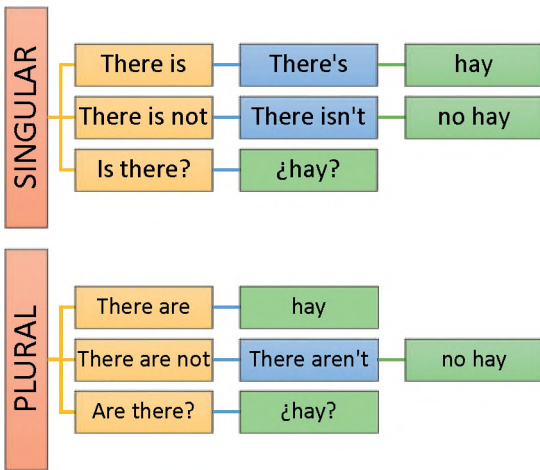 SINGULAR
There is There's hay
There is not There isn't no hay
Is there? ¿hay?
PLURAL
There are hay
There are not There aren't no hay
Are there? ¿hay?